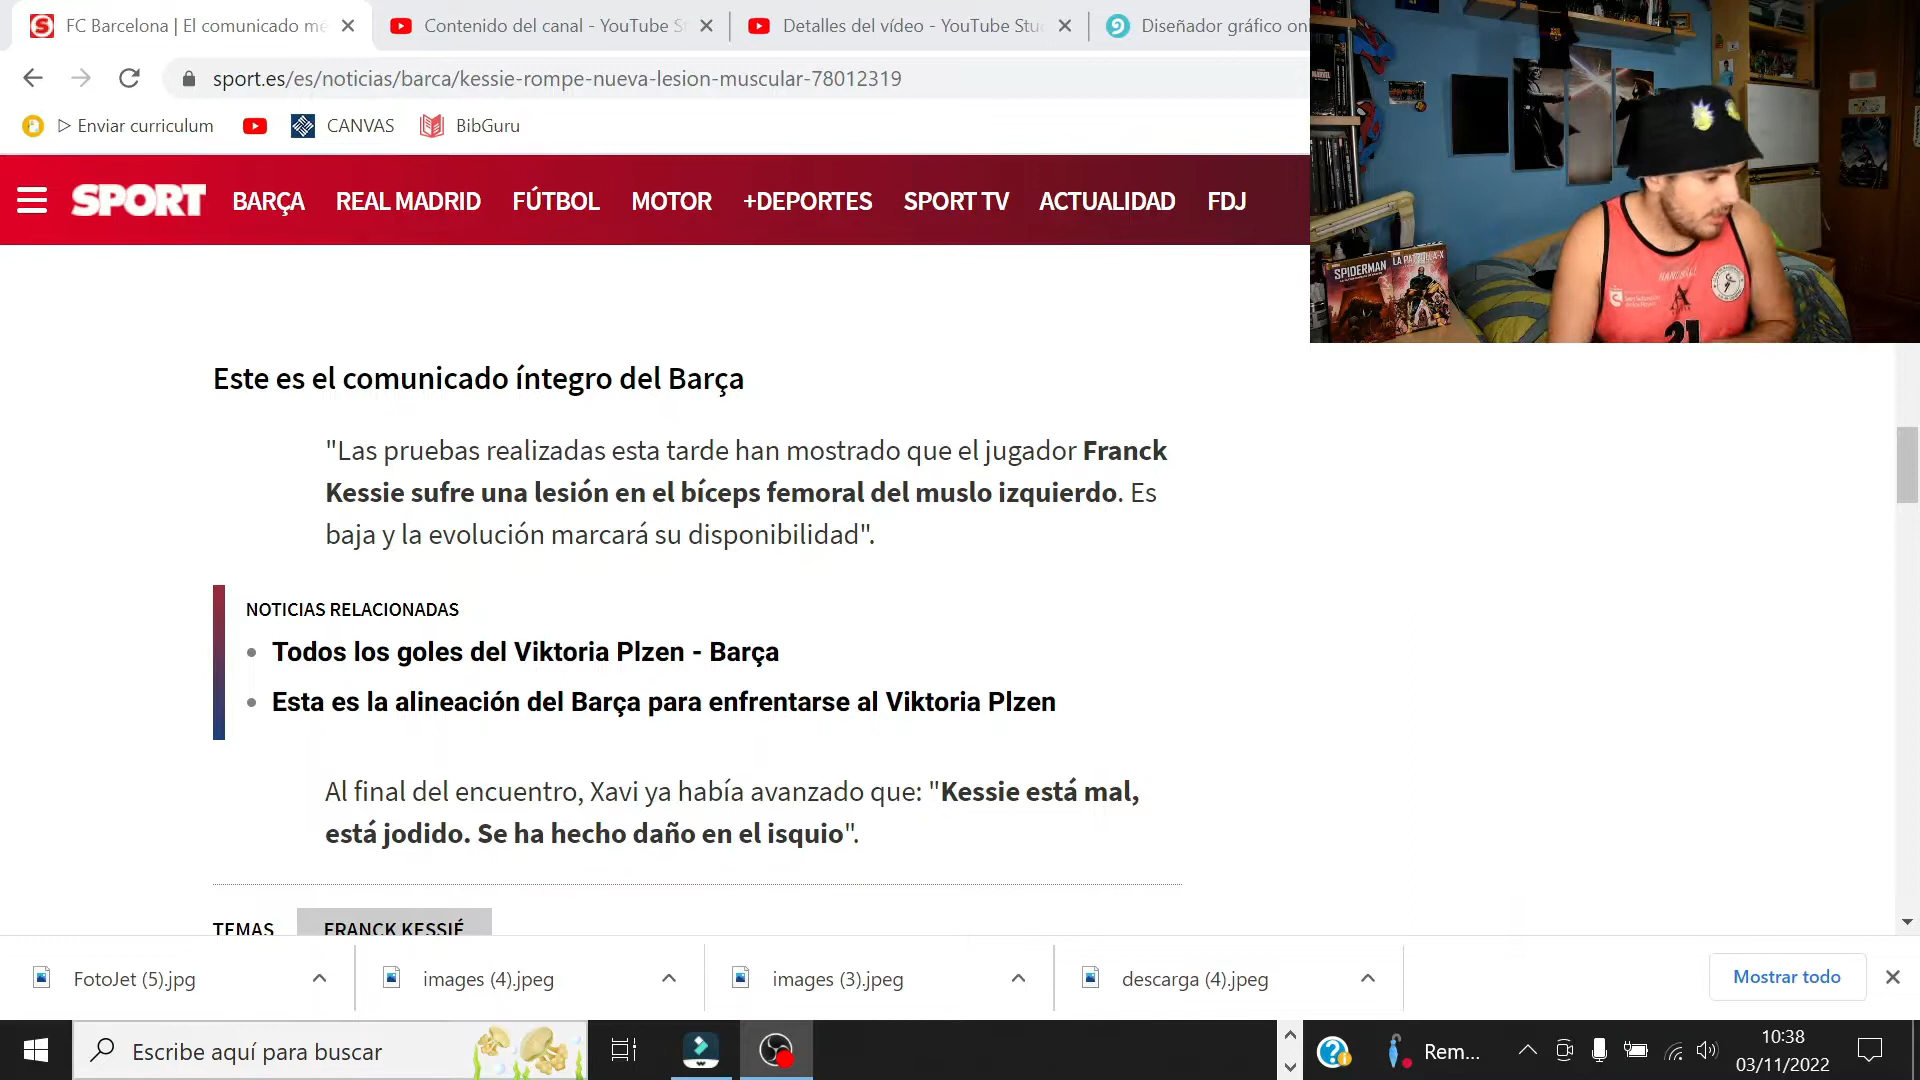 FC Barcelona | El comunicado mé
Contenido del canal - YouTube St
Detalles del vídeo - YouTube Stud
Diseñador gráfico onl
sport.es/es/noticias/barca/kessie-rompe-nueva-lesion-muscular-78012319
Enviar curriculum
CANVAS
BibGuru
SPORT BARÇA REAL MADRID FÚTBOL MOTOR +DEPORTES SPORT TV ACTUALIDAD FDJ
SPIDERMAN
LA PATRULLA-X
21
Este es el comunicado íntegro del Barça
"Las pruebas realizadas esta tarde han mostrado que el jugador Franck
Kessie sufre una lesión en el bíceps femoral del muslo izquierdo. Es
baja y la evolución marcará su disponibilidad".
NOTICIAS RELACIONADAS
Todos los goles del Viktoria Plzen - Barça
Esta es la alineación del Barça para enfrentarse al Viktoria Plzen
Al final del encuentro, Xavi ya había avanzado que: "Kessie está mal,
está jodido. Se ha hecho daño en el isquio".
TEMAS
FRANCK KESSIÉ
FotoJet (5).jpg
images (4).jpeg
images (3).jpeg
descarga (4).jpeg
Mostrar todo
Escribe aquí para buscar
Rem...
10:38
03/11/2022